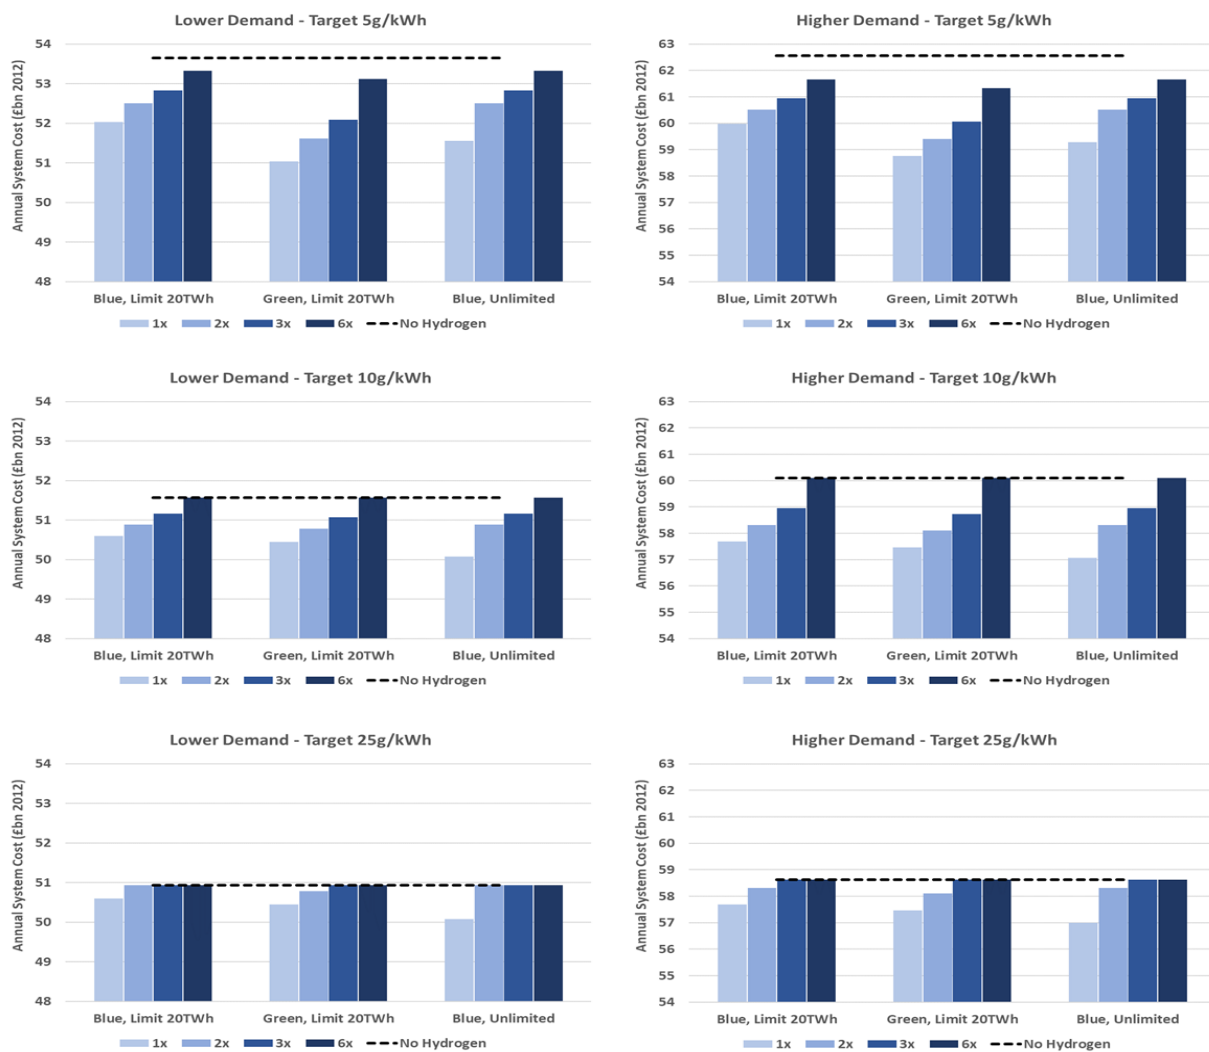 Lower Demand - Target 5g/kWh
Annual System Cost (£bn 2012)
54
53
52
51
50
49
48
Blue, Limit 20TWh Green, Limit 20TWh Blue, Unlimited
1x 2x 3x 6x No Hydrogen
Higher Demand - Target 5g/kWh
Annual System Cost (£bn 2012)
63
62
61
60
59
58
57
56
55
54
Blue, Limit 20TWh Green, Limit 20TWh Blue, Unlimited
1x 2x 3x 6x No Hydrogen
Lower Demand - Target 10g/kWh
Annual System Cost (£bn 2012)
54
53
52
51
50
49
48
Blue, Limit 20TWh Green, Limit 20TWh Blue, Unlimited
1x 2x 3x 6x No Hydrogen
Higher Demand - Target 10g/kWh
Annual System Cost (£bn 2012)
63
62
61
60
59
58
57
56
55
54
Blue, Limit 20TWh Green, Limit 20TWh Blue, Unlimited
1x 2x 3x 6x No Hydrogen
Lower Demand - Target 25g/kWh
Annual System Cost (£bn 2012)
54
53
52
51
50
49
48
Blue, Limit 20TWh Green, Limit 20TWh Blue, Unlimited
1x 2x 3x 6x No Hydrogen
Higher Demand - Target 25g/kWh
Annual System Cost (£bn 2012)
63
62
61
60
59
58
57
56
55
54
Blue, Limit 20TWh Green, Limit 20TWh Blue, Unlimited
1x 2x 3x 6x No Hydrogen